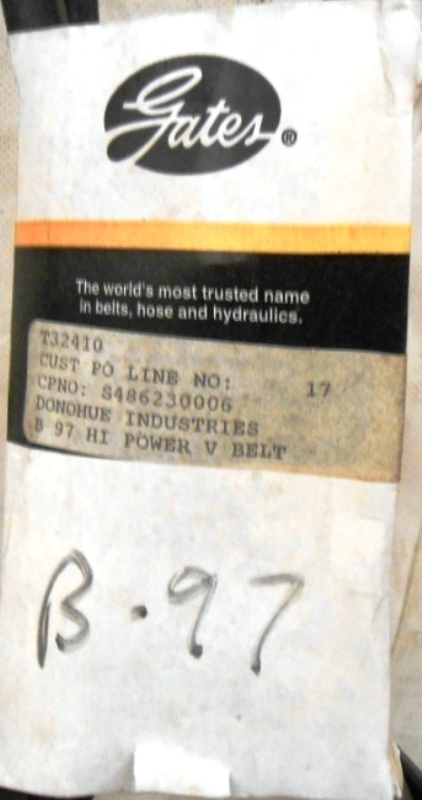 Gates®
The world's most trusted name
in belts, hose and hydraulics.
T32410
CUST PO LINE NO: 17
CPNO: S486230006
DONOHUE INDUSTRIES
B 97 HI POWER V BELT
B.97